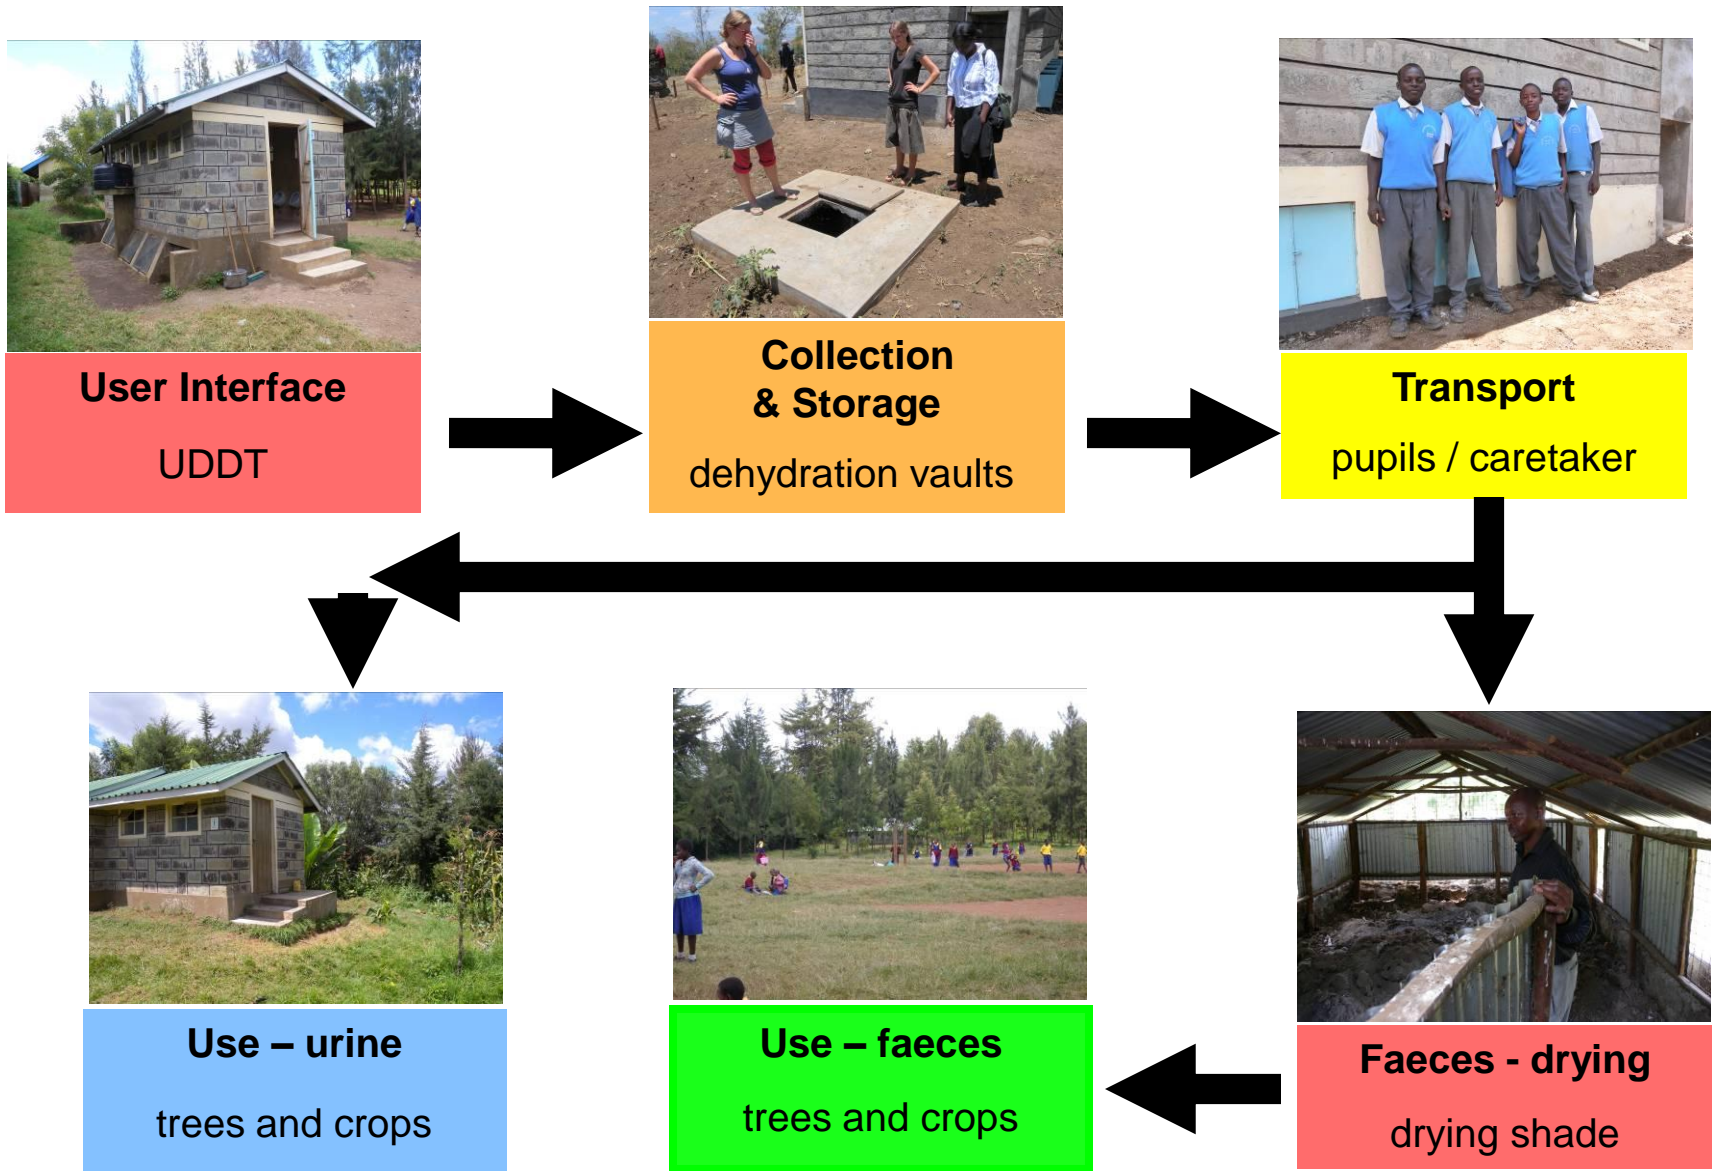 User Interface
UDDT
Collection
& Storage
dehydration vaults
Transport
pupils / caretaker
Use – urine
trees and crops
Use – faeces
trees and crops
Faeces - drying
drying shade